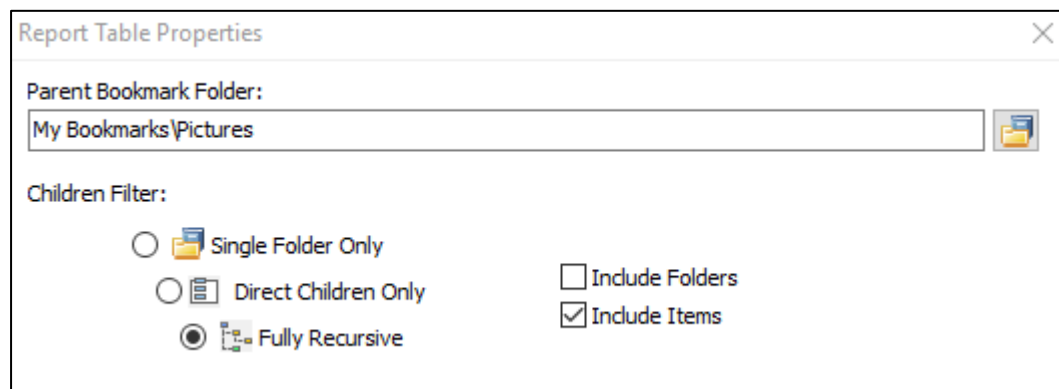 Report Table Properties
Parent Bookmark Folder:
My Bookmarks\Pictures
Children Filter:
Single Folder Only
Direct Children Only
Include Folders
Include Items
Fully Recursive